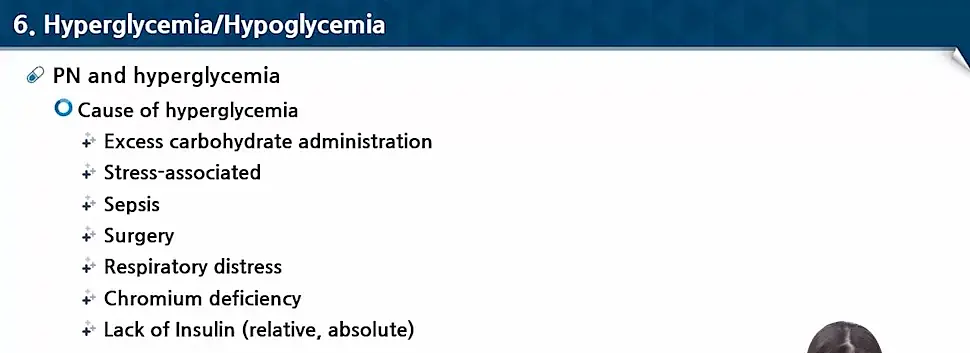 6. Hyperglycemia/Hypoglycemia
PN and hyperglycemia
Cause of hyperglycemia
Excess carbohydrate administration
Stress-associated
Sepsis
Surgery
Respiratory distress
Chromium deficiency
Lack of Insulin (relative, absolute)